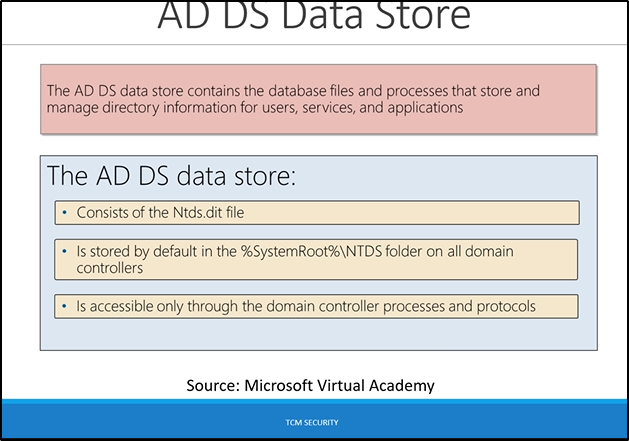 AD DS Data Store
The AD DS data store contains the database files and processes that store and
manage directory information for users, services, and applications
The AD DS data store:
• Consists of the Ntds.dit file
• Is stored by default in the %SystemRoot%\NTDS folder on all domain
controllers
• Is accessible only through the domain controller processes and protocols
Source: Microsoft Virtual Academy
TCM SECURITY